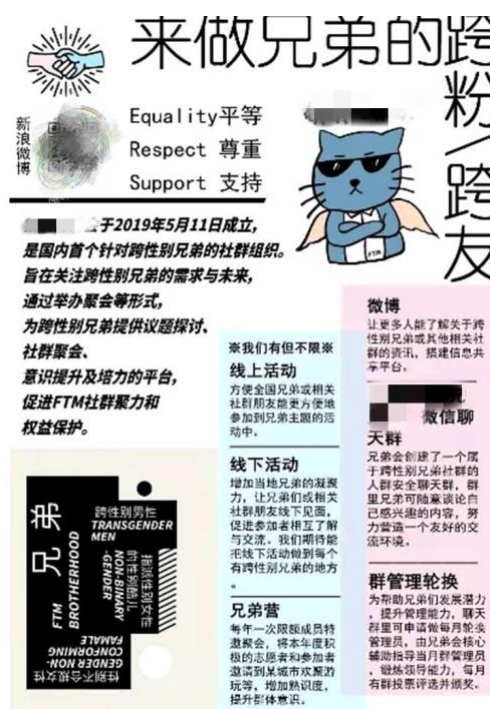 来做兄弟的跨粉/跨友
新浪微博
Equality平等
Respect 尊重
Support 支持
于2019年5月11日成立，
是国内首个针对跨性别兄弟的社群组织。
旨在关注跨性别兄弟的需求与未来，
通过举办聚会等形式，
为跨性别兄弟提供议题探讨、
社群聚会、
意识提升及培力的平台，
促进FTM社群聚力和
权益保护。
FTM
※我们有但不限※
线上活动
方便全国兄弟或相关
社群朋友能更方便地
参加到兄弟主题的活
动中。
线下活动
增加当地兄弟的凝聚
力，让兄弟们或相关
社群朋友线下见面，
促进参加者相互了解
与交流。我们期待能
把线下活动做到每个
有跨性别兄弟的地方
。
兄弟营
每年一次限额成员特
邀聚会，将本年度积
极的志愿者和参加者
邀请到某城市欢聚游
玩等，增加熟识度，
提升群体意识。
微博
让更多人能了解关于跨
性别兄弟或其他相关社
群的资讯，搭建信息共
享平台。
微信聊
天群
兄弟会创建了一个属
于跨性别兄弟社群的
人群安全聊天群，群
里兄弟可随意谈论自
己感兴趣的内容，努
力营造一个友好的交
流环境。
群管理轮换
为帮助兄弟们发展潜力
，提升管理能力，聊天
群里可申请做每月轮换
管理员，由兄弟会核心
辅助指导当月群管理员
，锻炼领导能力，每月
有群投票评选并颁奖。
兄弟
FTM
BROTHERHOOD
跨性别男性
TRANSGENDER
MEN
指派性别女性
的性别酷儿
NON-BINARY
-GENDER
性别不合规女性
GENDER NON-
CONFORMING
FAMALE